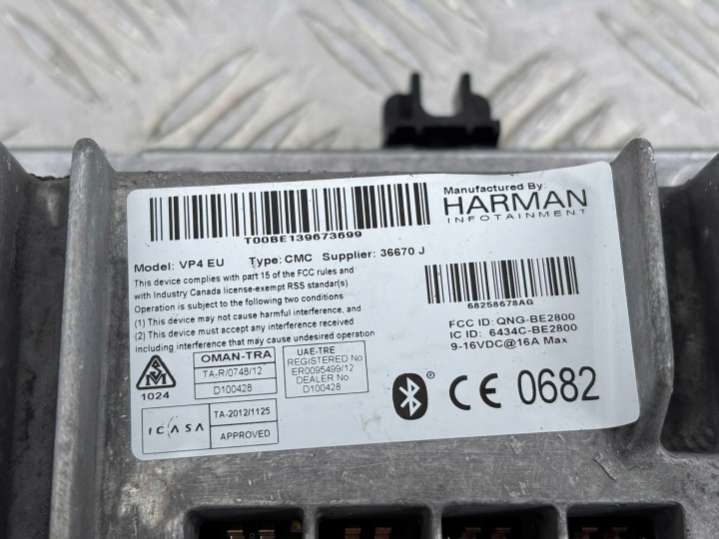 Manufactured By:
HARMAN
INFOTAINMENT
T00BE139673699
Model: VP4 EU Type: CMC Supplier: 36670 J
This device complies with part 15 of the FCC rules and
with Industry Canada license-exempt RSS standar(s)
Operation is subject to the following two conditions:
(1) This device may not cause harmful interference, and
(2) This device must accept any interference received
Including interference that may cause undesired operation
68258678AG
FCC ID: QNG-BE2800
IC ID: 6434C-BE2800
9-16VDC@16A Max
1024
OMAN-TRA
TA-R/0748/12
D100428
UAE-TRE
REGISTERED No
ER0095499/12
DEALER No
D100428
ICASA
TA-2012/1125
APPROVED
CE 0682